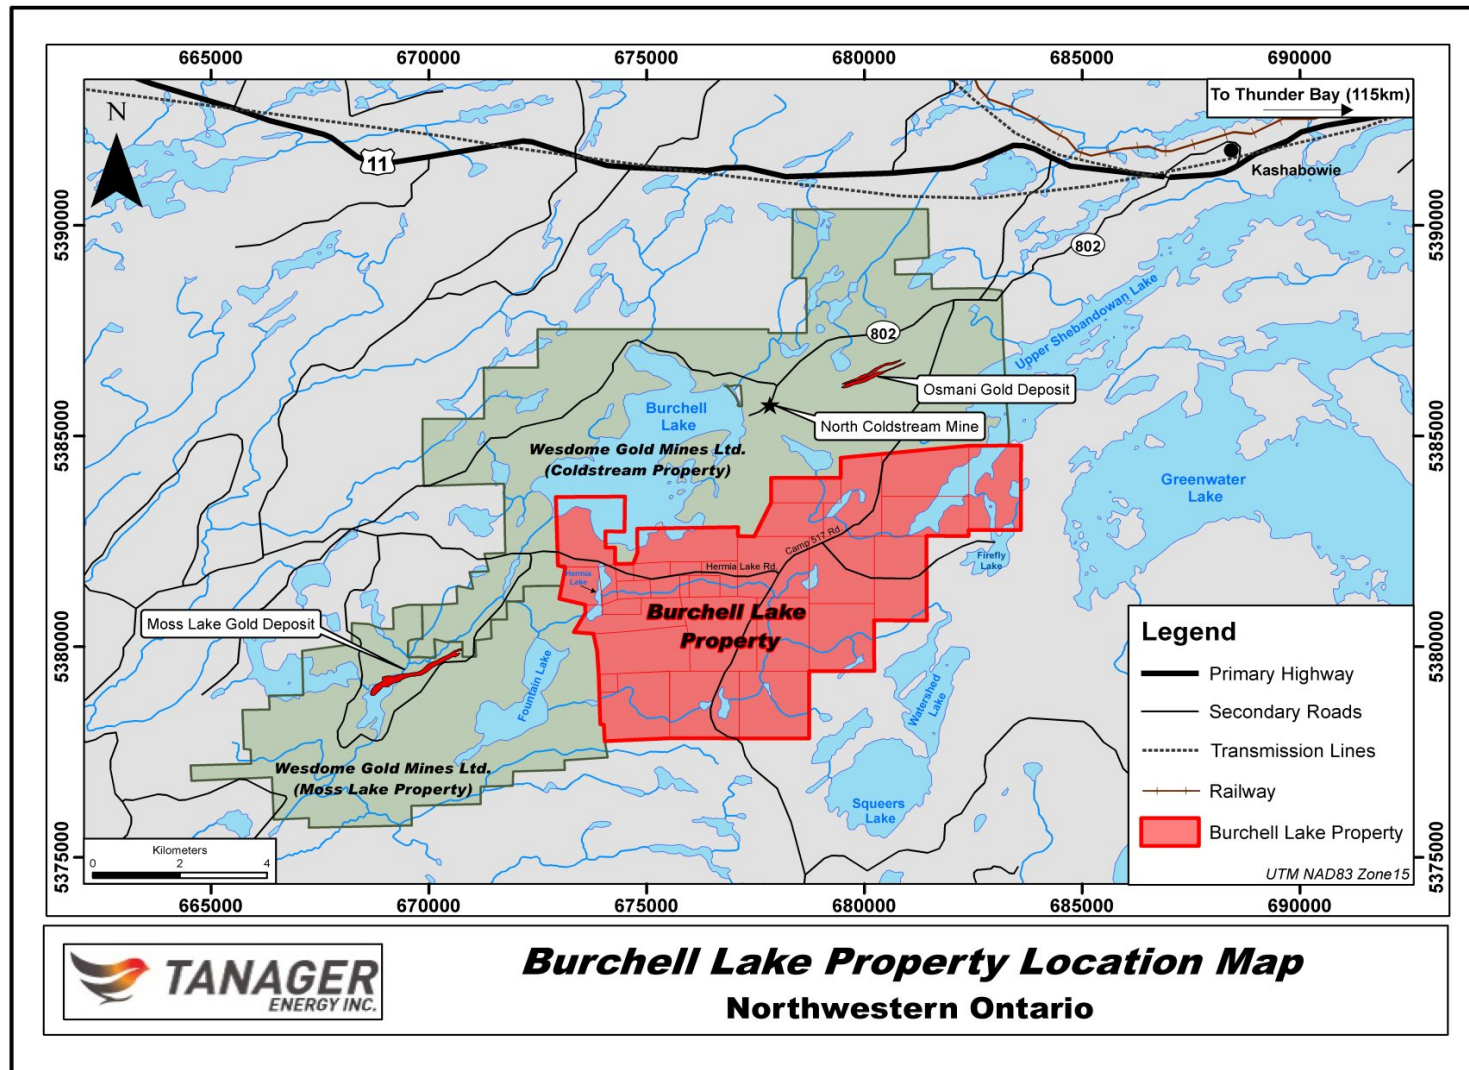 665000
670000
675000
680000
685000
690000
To Thunder Bay (115km)
N
11
Kashabowie
5390000
5390000
802
Upper Shebandowan Lake
802
Osmani Gold Deposit
Burchell
Lake
North Coldstream Mine
5385000
5385000
Wesdome Gold Mines Ltd.
(Coldstream Property)
Greenwater
Lake
Camp 517 Rd.
Hermia Lake Rd.
Firefly
Lake
Hermia
Lake
Burchell Lake
Property
Moss Lake Gold Deposit
5380000
5380000
Fountain Lake
Watershed
Lake
Wesdome Gold Mines Ltd.
(Moss Lake Property)
Squeers
Lake
Legend
Primary Highway
Secondary Roads
Transmission Lines
Railway
Burchell Lake Property
UTM NAD83 Zone15
Kilometers
0 2 4
5375000
5375000
665000
670000
675000
680000
685000
690000
TANAGER
ENERGY INC.
Burchell Lake Property Location Map
Northwestern Ontario